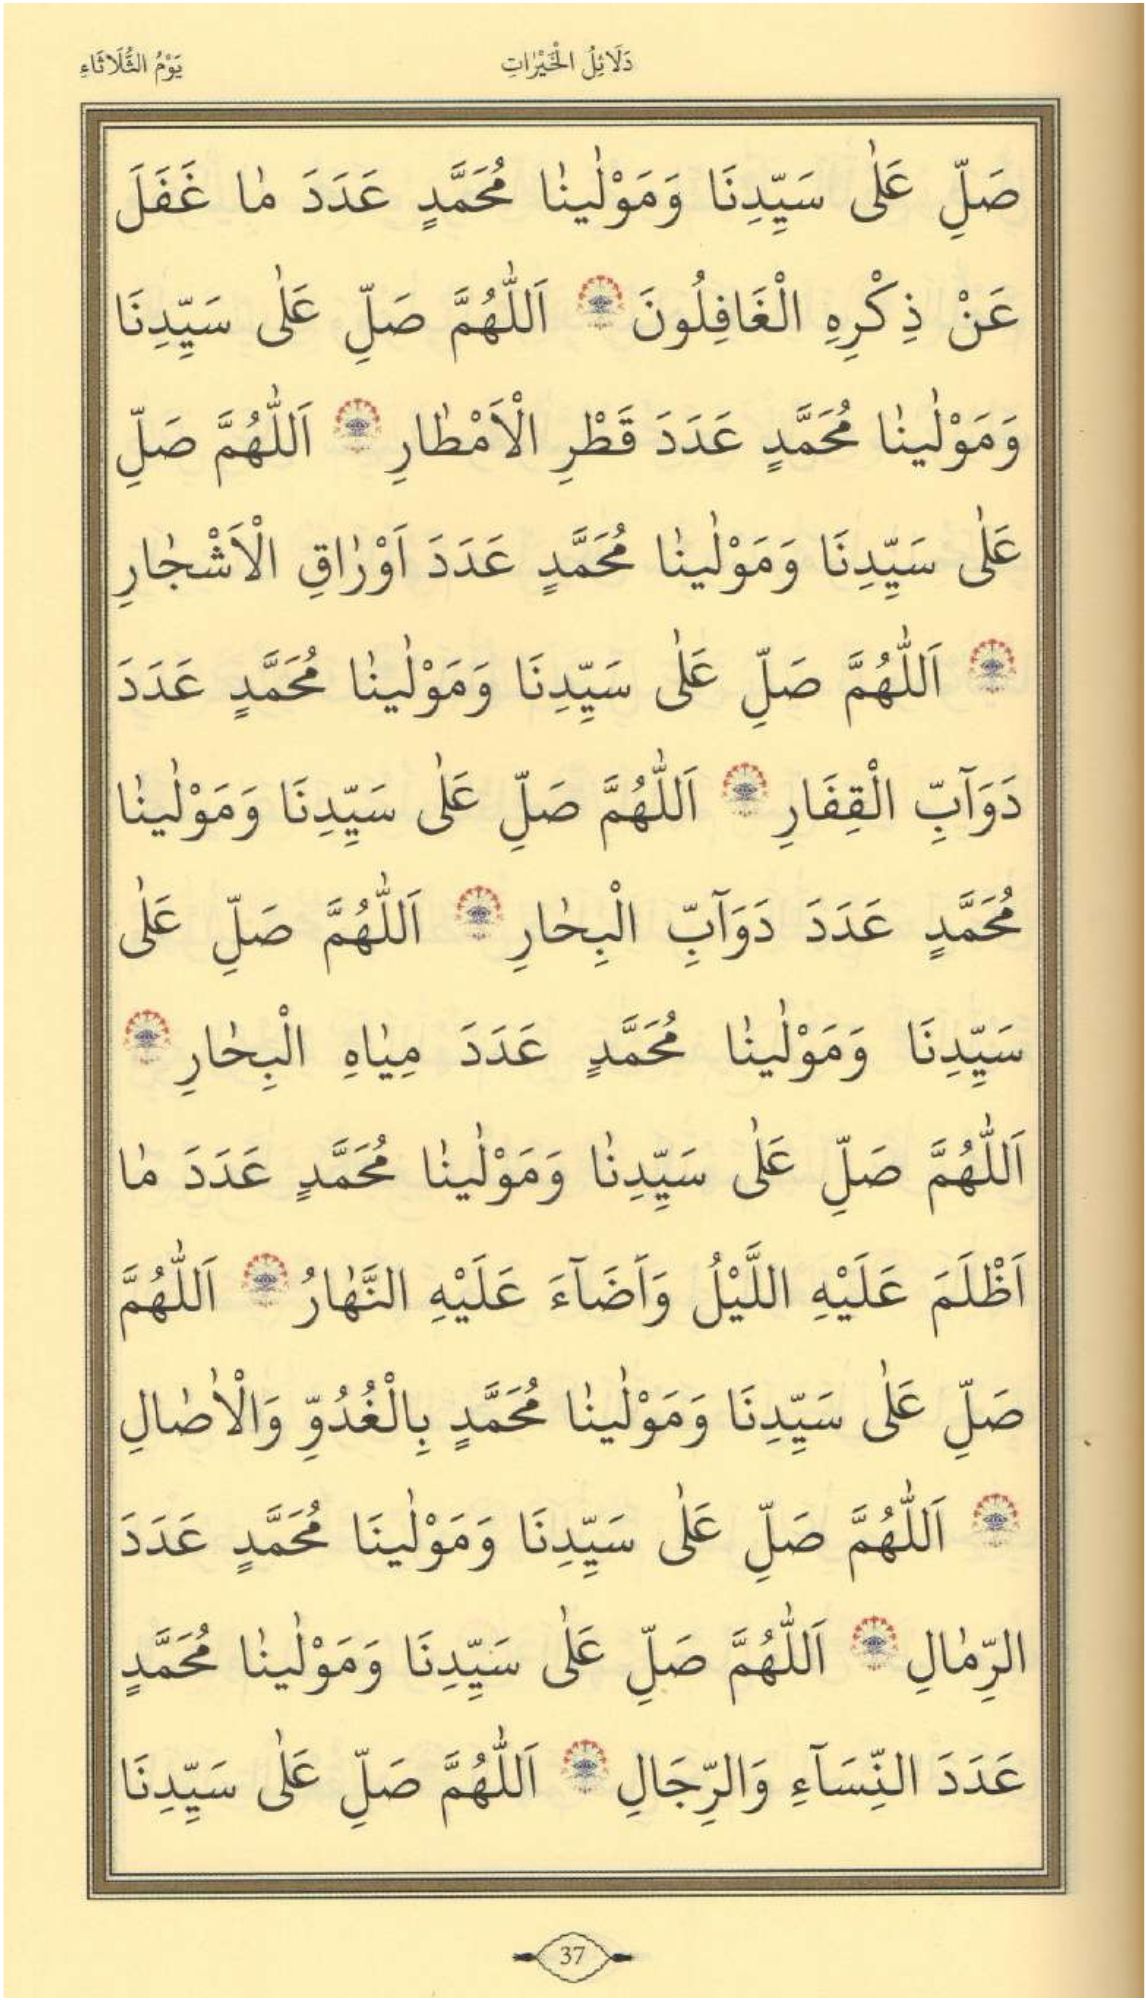 دَلَائِلُ الْخَيْرٰاتِ
يَوْمُ الثُّلَاثَاءِ
صَلِّ عَلٰى سَيِّدِنَا وَمَوْلٰينٰا مُحَمَّدٍ عَدَدَ مٰا غَفَلَ
عَنْ ذِكْرِهِ الْغَافِلُونَ اَللّٰهُمَّ صَلِّ عَلٰى سَيِّدِنَا
وَمَوْلٰينٰا مُحَمَّدٍ عَدَدَ قَطْرِ الْاَمْطٰارِ اَللّٰهُمَّ صَلِّ
عَلٰى سَيِّدِنَا وَمَوْلٰينٰا مُحَمَّدٍ عَدَدَ اَوْرٰاقِ الْاَشْجٰارِ
اَللّٰهُمَّ صَلِّ عَلٰى سَيِّدِنَا وَمَوْلٰينٰا مُحَمَّدٍ عَدَدَ
دَوَآبِّ الْقِفَارِ اَللّٰهُمَّ صَلِّ عَلٰى سَيِّدِنَا وَمَوْلٰينٰا
مُحَمَّدٍ عَدَدَ دَوَآبِّ الْبِحٰارِ اَللّٰهُمَّ صَلِّ عَلٰى
سَيِّدِنَا وَمَوْلٰينٰا مُحَمَّدٍ عَدَدَ مِيٰاهِ الْبِحٰارِ
اَللّٰهُمَّ صَلِّ عَلٰى سَيِّدِنٰا وَمَوْلٰينٰا مُحَمَّدٍ عَدَدَ مٰا
اَظْلَمَ عَلَيْهِ اللَّيْلُ وَاَضَآءَ عَلَيْهِ النَّهٰارُ اَللّٰهُمَّ
صَلِّ عَلٰى سَيِّدِنَا وَمَوْلٰينٰا مُحَمَّدٍ بِالْغُدُوِّ وَالْاٰصٰالِ
اَللّٰهُمَّ صَلِّ عَلٰى سَيِّدِنَا وَمَوْلٰينَا مُحَمَّدٍ عَدَدَ
الرِّمٰالِ اَللّٰهُمَّ صَلِّ عَلٰى سَيِّدِنَا وَمَوْلٰينٰا مُحَمَّدٍ
عَدَدَ النِّسَآءِ وَالرِّجَالِ اَللّٰهُمَّ صَلِّ عَلٰى سَيِّدِنَا
37